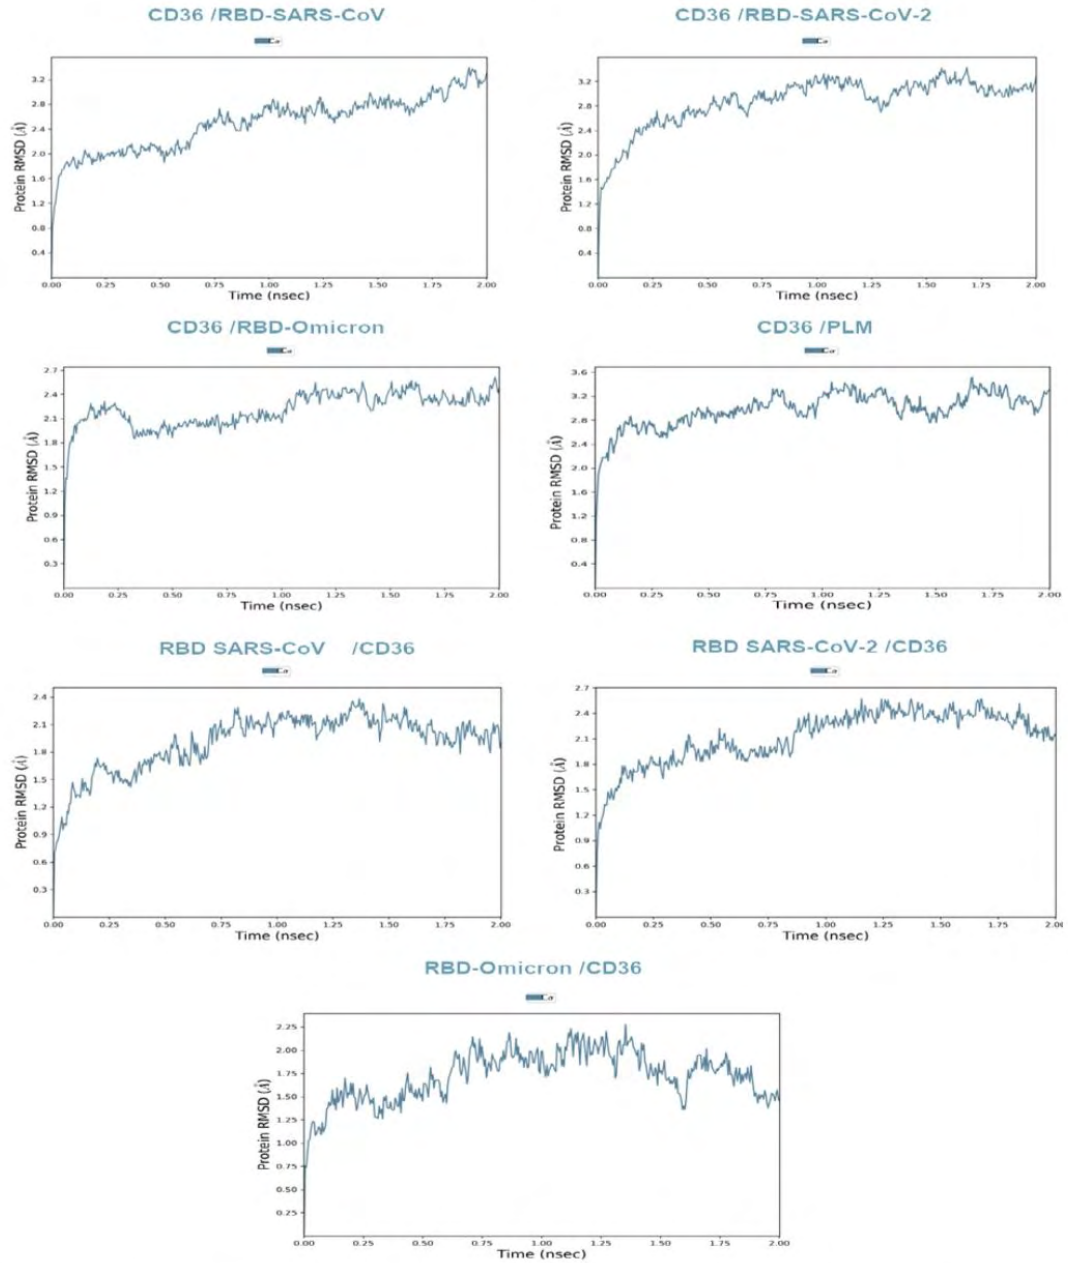 CD36 /RBD-SARS-CoV
Cα
Protein RMSD (Å)
3.2
2.8
2.4
2.0
1.6
1.2
0.8
0.4
0.00 0.25 0.50 0.75 1.00 1.25 1.50 1.75 2.00
Time (nsec)
CD36 /RBD-SARS-CoV-2
Cα
Protein RMSD (Å)
3.2
2.8
2.4
2.0
1.6
1.2
0.8
0.4
0.00 0.25 0.50 0.75 1.00 1.25 1.50 1.75 2.00
Time (nsec)
CD36 /RBD-Omicron
Cα
Protein RMSD (Å)
2.7
2.4
2.1
1.8
1.5
1.2
0.9
0.6
0.3
0.00 0.25 0.50 0.75 1.00 1.25 1.50 1.75 2.00
Time (nsec)
CD36 /PLM
Cα
Protein RMSD (Å)
3.6
3.2
2.8
2.4
2.0
1.6
1.2
0.8
0.4
0.00 0.25 0.50 0.75 1.00 1.25 1.50 1.75 2.00
Time (nsec)
RBD SARS-CoV /CD36
Cα
Protein RMSD (Å)
2.4
2.1
1.8
1.5
1.2
0.9
0.6
0.3
0.00 0.25 0.50 0.75 1.00 1.25 1.50 1.75 2.00
Time (nsec)
RBD SARS-CoV-2 /CD36
Cα
Protein RMSD (Å)
2.7
2.4
2.1
1.8
1.5
1.2
0.9
0.6
0.3
0.00 0.25 0.50 0.75 1.00 1.25 1.50 1.75 2.0
Time (nsec)
RBD-Omicron /CD36
Cα
Protein RMSD (Å)
2.25
2.00
1.75
1.50
1.25
1.00
0.75
0.50
0.25
0.00 0.25 0.50 0.75 1.00 1.25 1.50 1.75 2.00
Time (nsec)